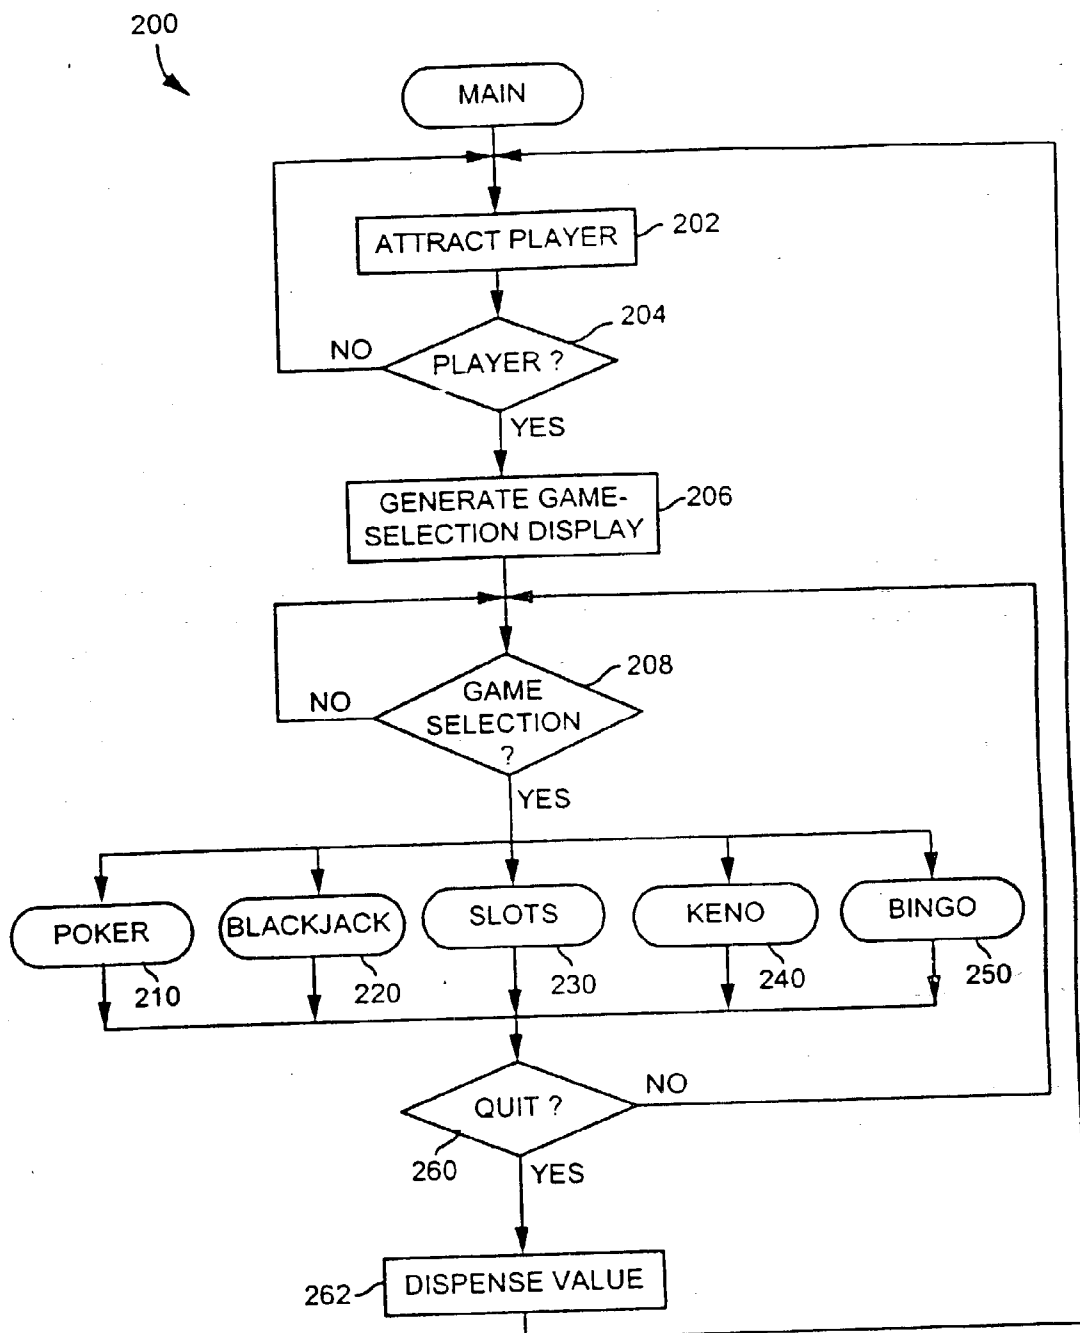 200
MAIN
ATTRACT PLAYER
202
204
NO
PLAYER ?
YES
GENERATE GAME-
SELECTION DISPLAY
206
208
NO
GAME
SELECTION
?
YES
POKER
BLACKJACK
SLOTS
KENO
BINGO
210
220
230
240
250
QUIT ?
NO
260
YES
262
DISPENSE VALUE